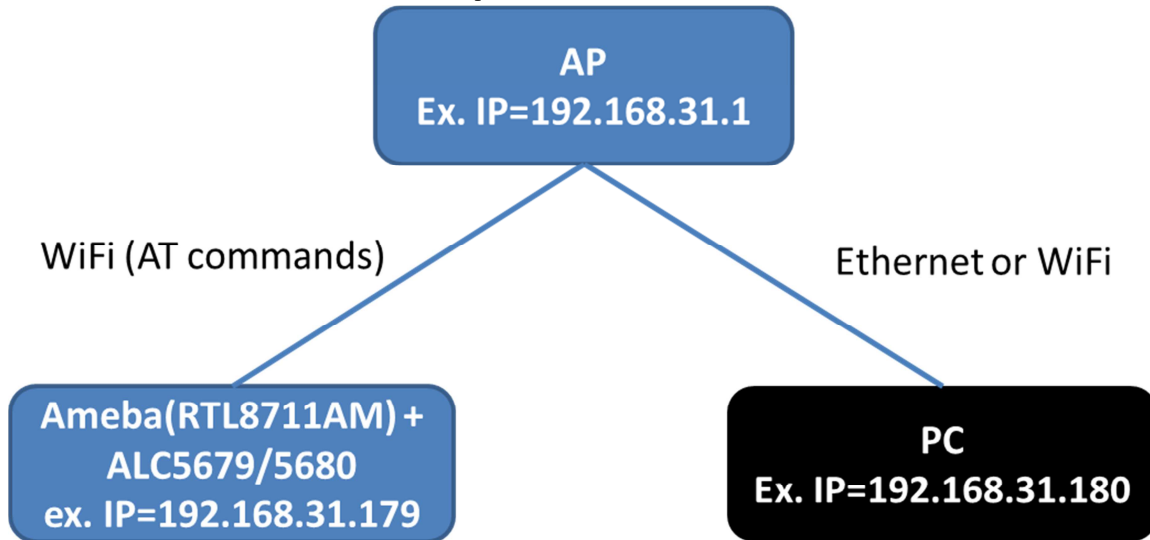 AP
Ex. IP=192.168.31.1
WiFi (AT commands)
Ethernet or WiFi
Ameba(RTL8711AM) +
ALC5679/5680
ex. IP=192.168.31.179
PC
Ex. IP=192.168.31.180